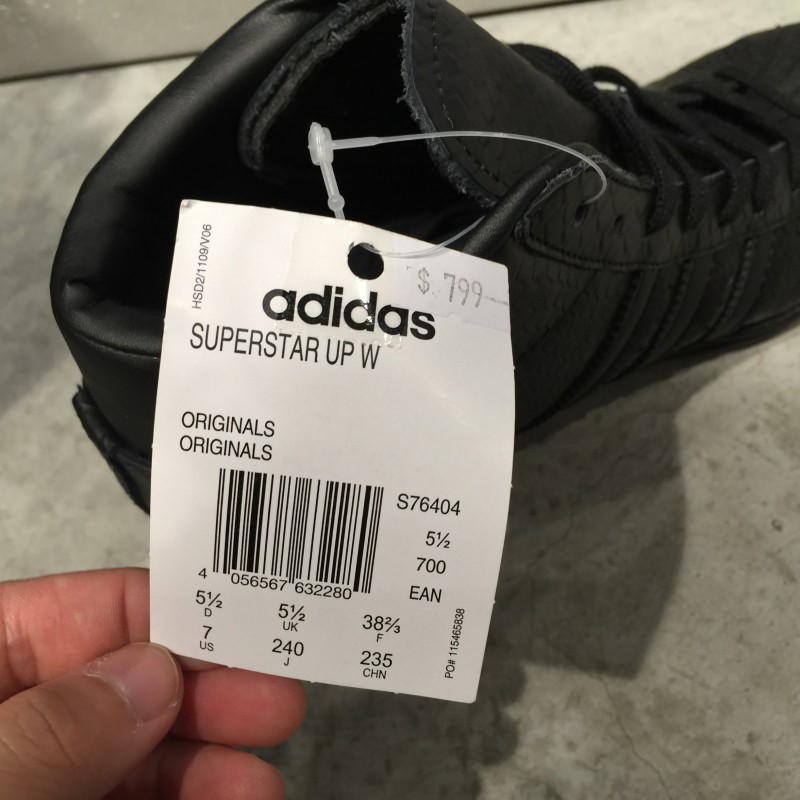 HSD2/1109/V06
$ 799
adidas
SUPERSTAR UP W
ORIGINALS
ORIGINALS
S76404
5½
700
EAN
4 056567 632280
5½ 5½ 38⅔
D UK F
7 240 235
US J CHN
PO# 115465838